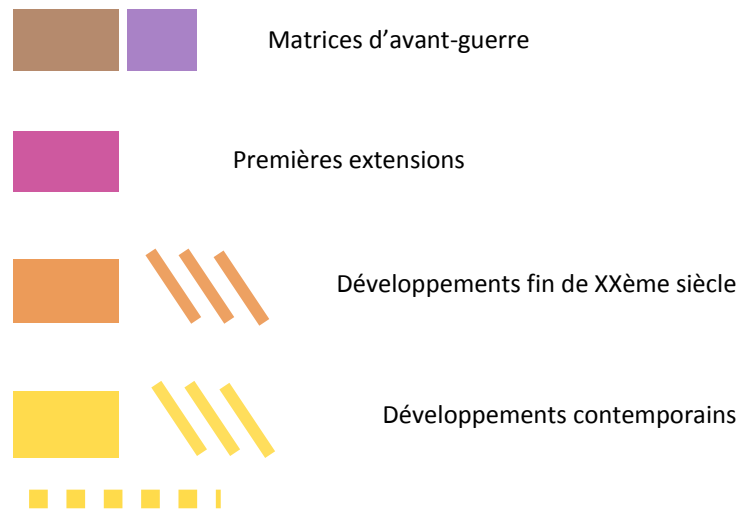 Matrices d’avant-guerre
Premières extensions
Développements fin de XXème siècle
Développements contemporains